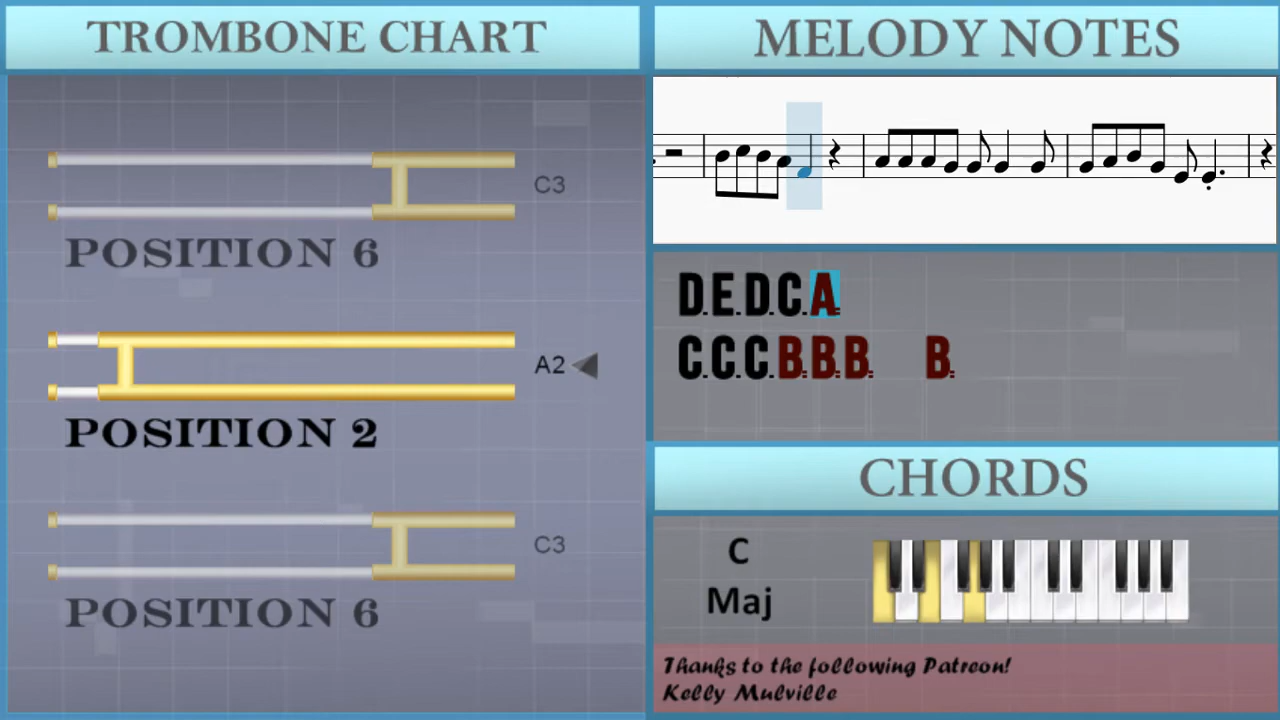 TROMBONE CHART
C3
POSITION 6
A2
POSITION 2
C3
POSITION 6
MELODY NOTES
D.E.D.C.A:
C.C.C.B:B:B: B:
CHORDS
C
Maj
Thanks to the following Patreon!
Kelly Mulville